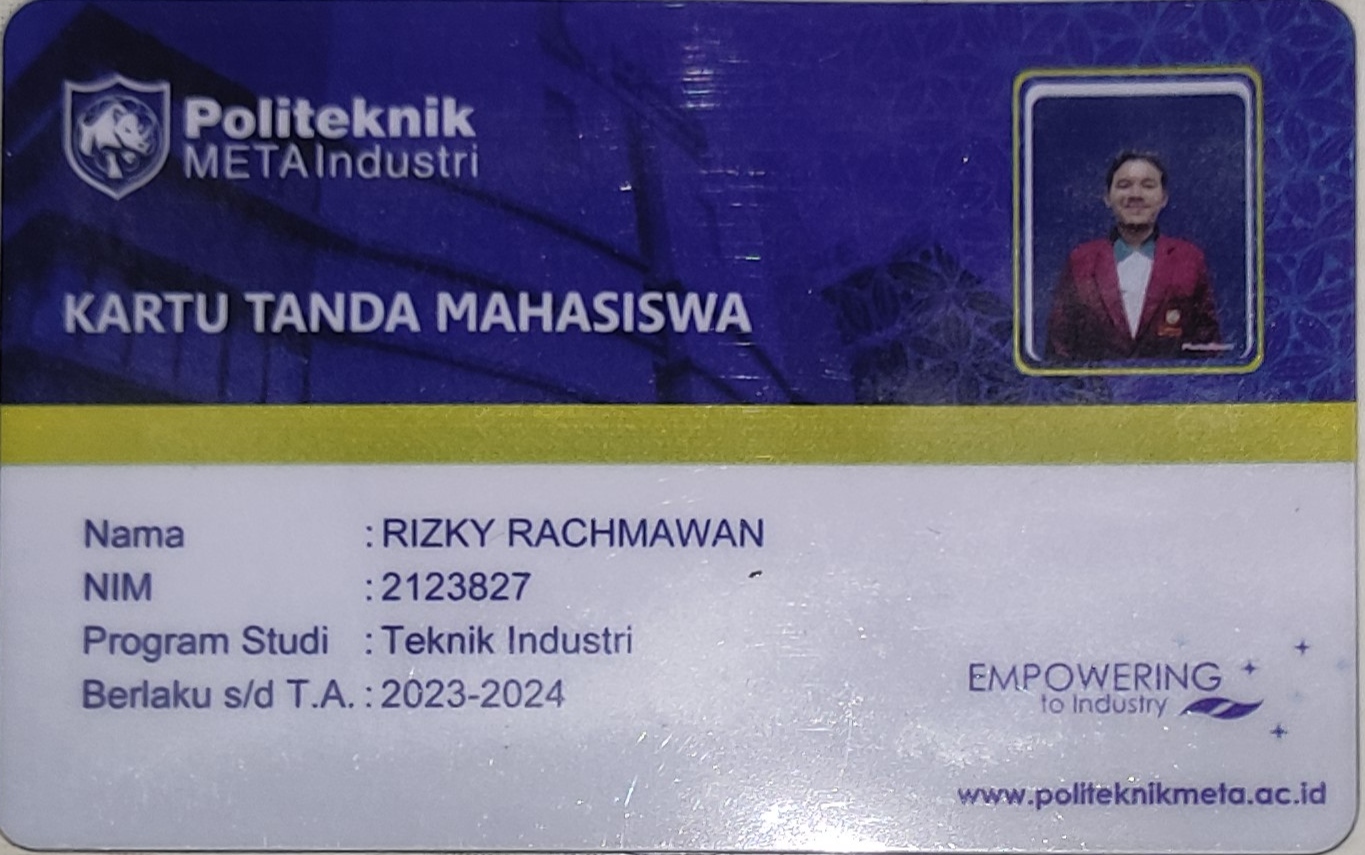 Politeknik
META Industri
KARTU TANDA MAHASISWA
Nama : RIZKY RACHMAWAN
NIM : 2123827
Program Studi : Teknik Industri
Berlaku s/d T.A. : 2023-2024
EMPOWERING
to Industry
www.politeknikmeta.ac.id